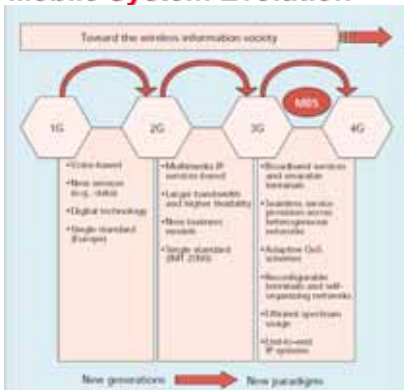 Mobile System Evolution
Toward the wireless information society
MBS
1G
2G
3G
4G
•Voice-based
•New services
(e.g., data)
•Digital technology
•Single standard
(Europe)
•Multimedia IP
services-based
•Larger bandwidth
and higher flexibility
•New business
models
•Single standard
(IMT 2000)
•Broadband services
and versatile
terminals
•Seamless service
provision across
heterogeneous
networks
•Adaptive QoS
schemes
•Reconfigurable
terminals and self-
organizing networks
•Efficient spectrum
usage
•End-to-end
IP systems
New generations
New paradigms